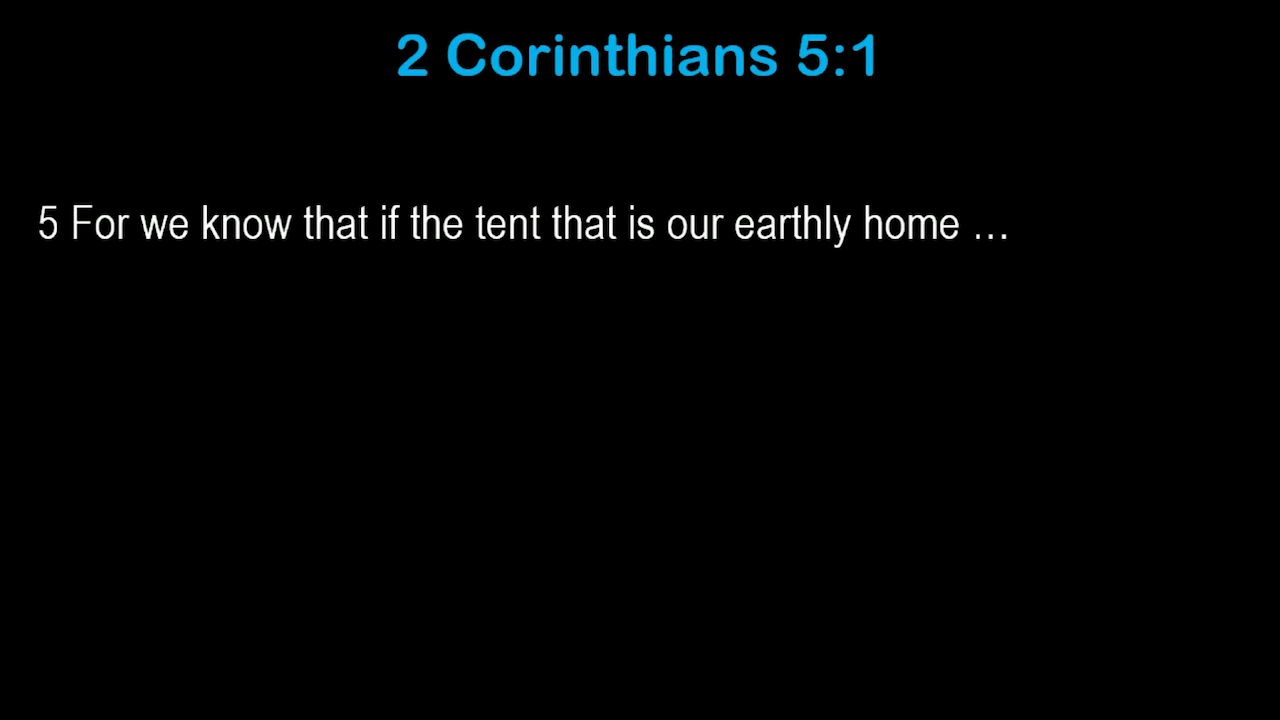 2 Corinthians 5:1
5 For we know that if the tent that is our earthly home …